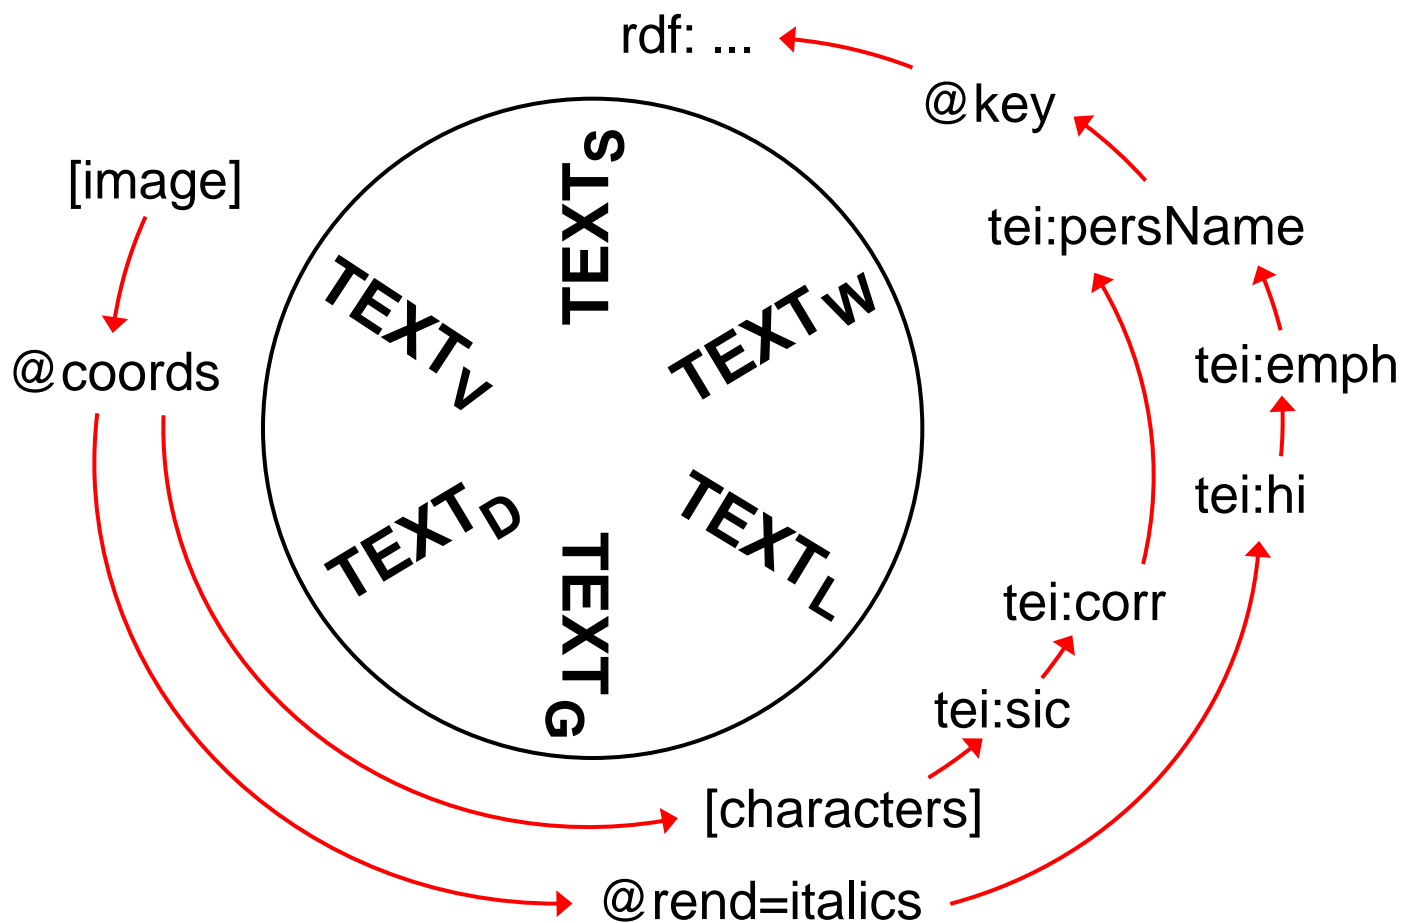 rdf: ...
@key
[image]
TEXTS
tei:persName
TEXTV
TEXTW
@coords
tei:emph
tei:hi
TEXTD
TEXTL
TEXTG
tei:corr
tei:sic
[characters]
@rend=italics